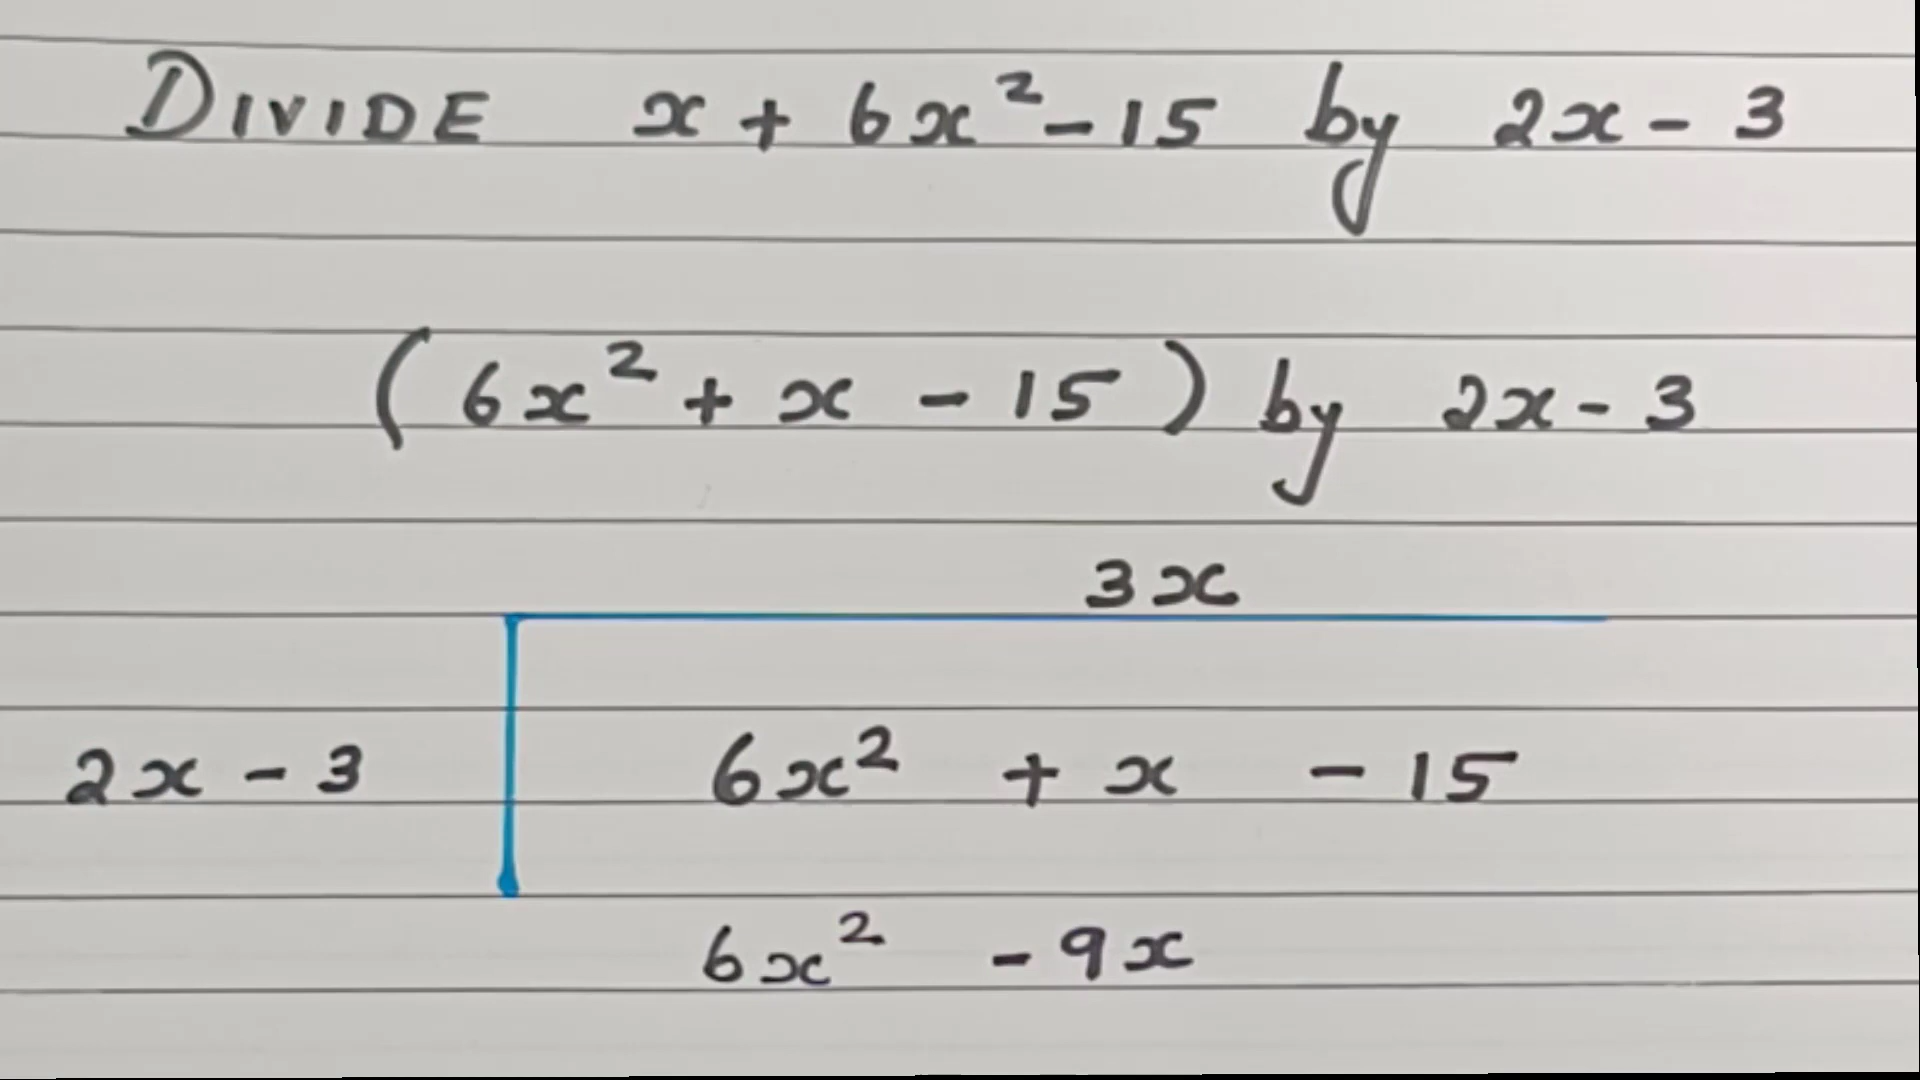 DIVIDE x + 6x² - 15 by 2x - 3
(6x² + x - 15) by 2x - 3
3x
2x - 3 6x² + x - 15
6x² - 9x